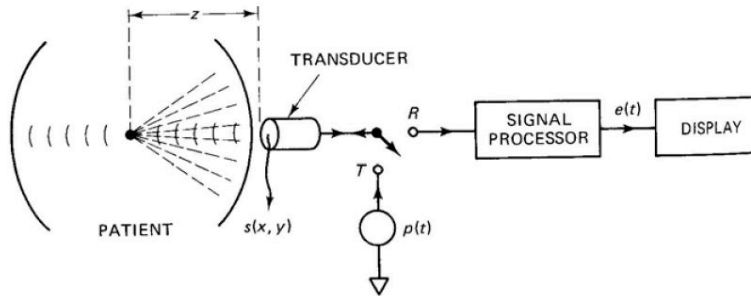 z
TRANSDUCER
R
SIGNAL
PROCESSOR
e(t)
DISPLAY
T
s(x, y)
p(t)
PATIENT